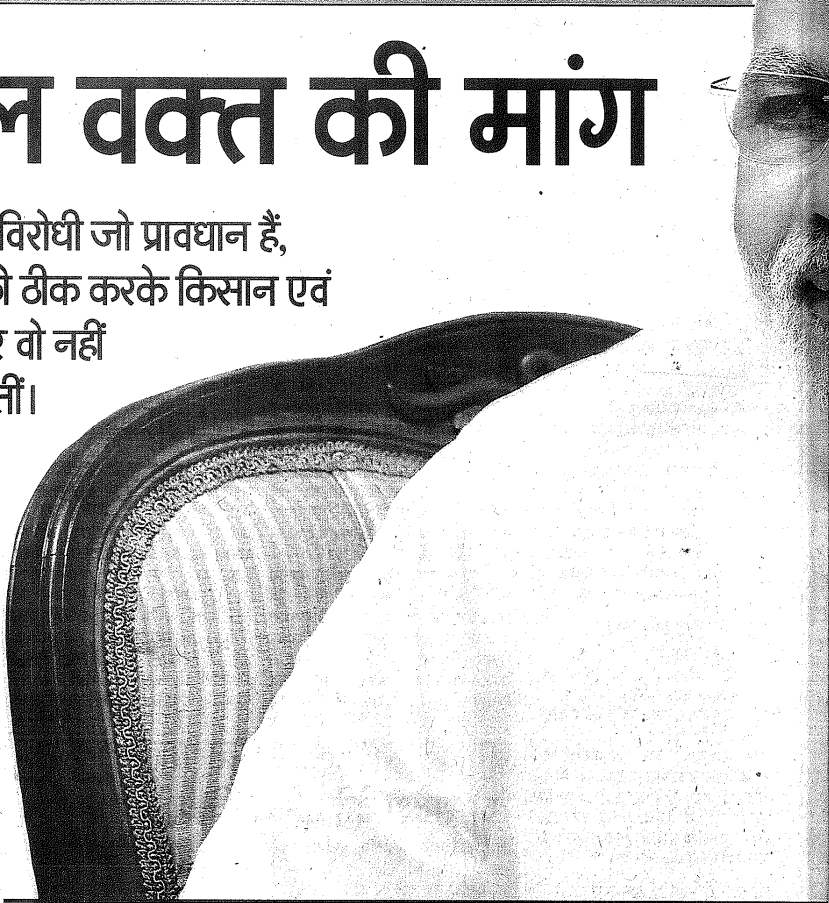 वक्त की मांग
विरोधी जो प्रावधान हैं,
ठीक करके किसान एवं
वो नहीं